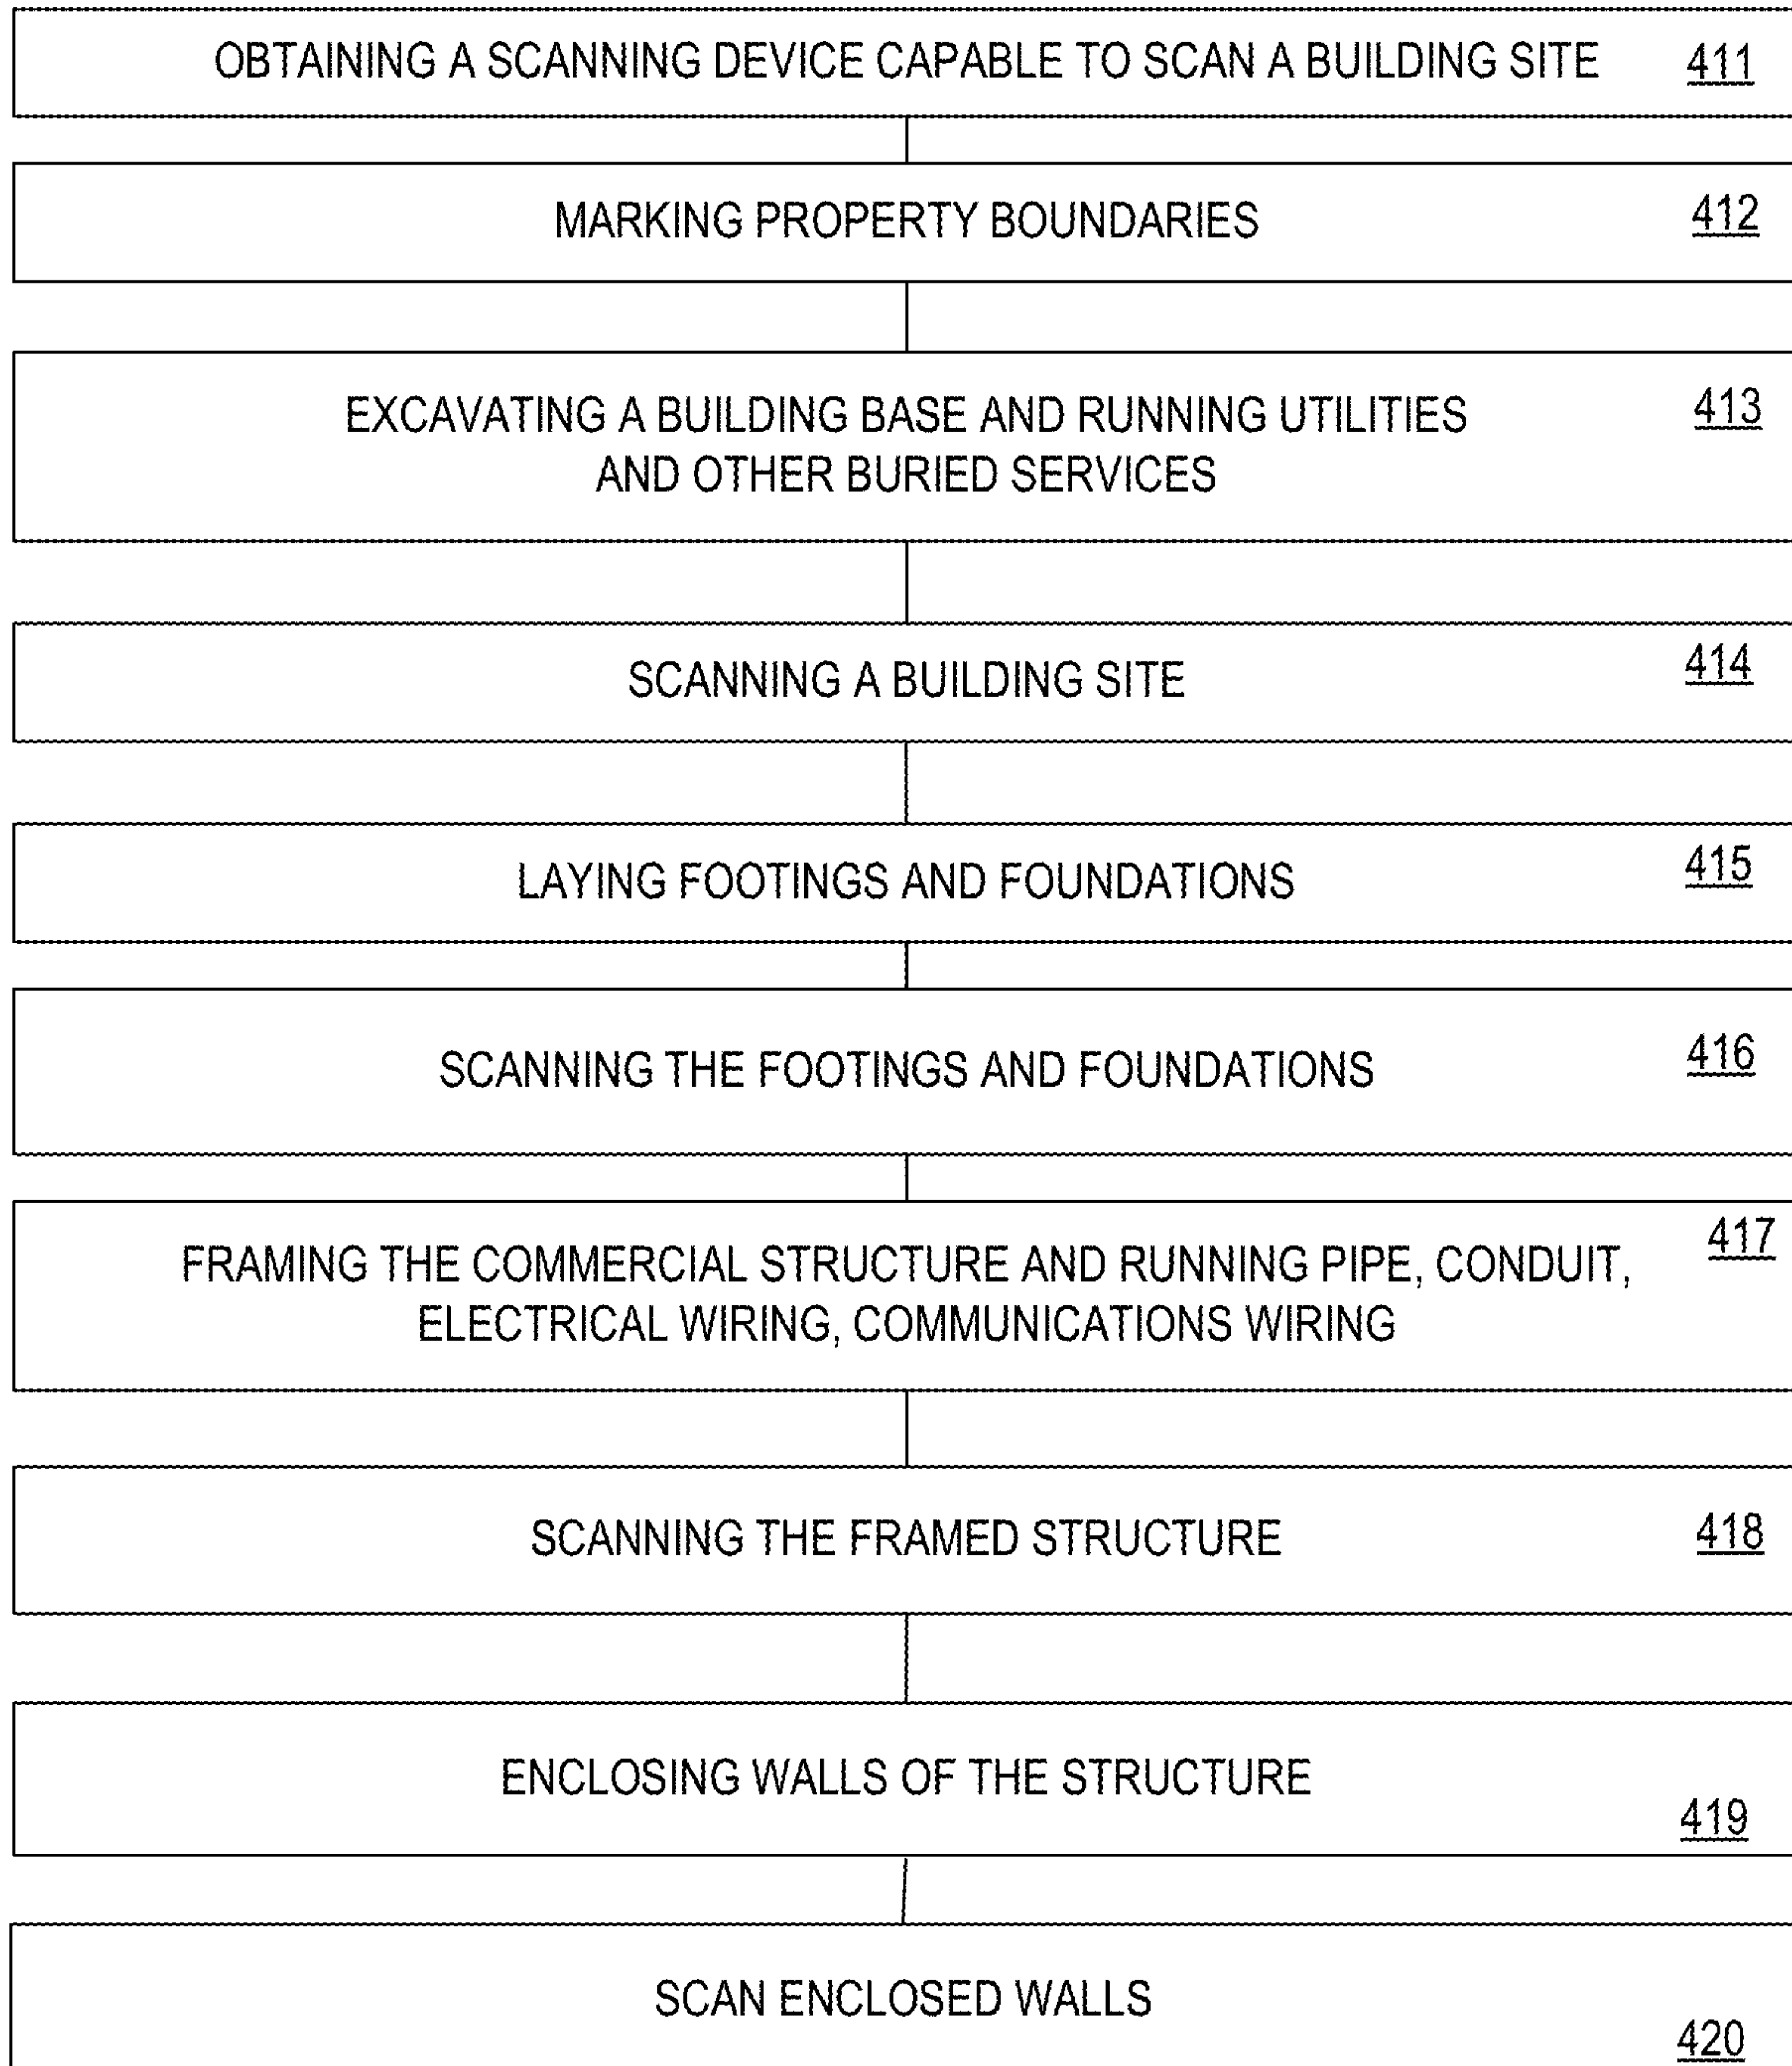 OBTAINING A SCANNING DEVICE CAPABLE TO SCAN A BUILDING SITE 411
MARKING PROPERTY BOUNDARIES 412
EXCAVATING A BUILDING BASE AND RUNNING UTILITIES 413
AND OTHER BURIED SERVICES
SCANNING A BUILDING SITE 414
LAYING FOOTINGS AND FOUNDATIONS 415
SCANNING THE FOOTINGS AND FOUNDATIONS 416
FRAMING THE COMMERCIAL STRUCTURE AND RUNNING PIPE, CONDUIT, 417
ELECTRICAL WIRING, COMMUNICATIONS WIRING
SCANNING THE FRAMED STRUCTURE 418
ENCLOSING WALLS OF THE STRUCTURE
419
SCAN ENCLOSED WALLS
420